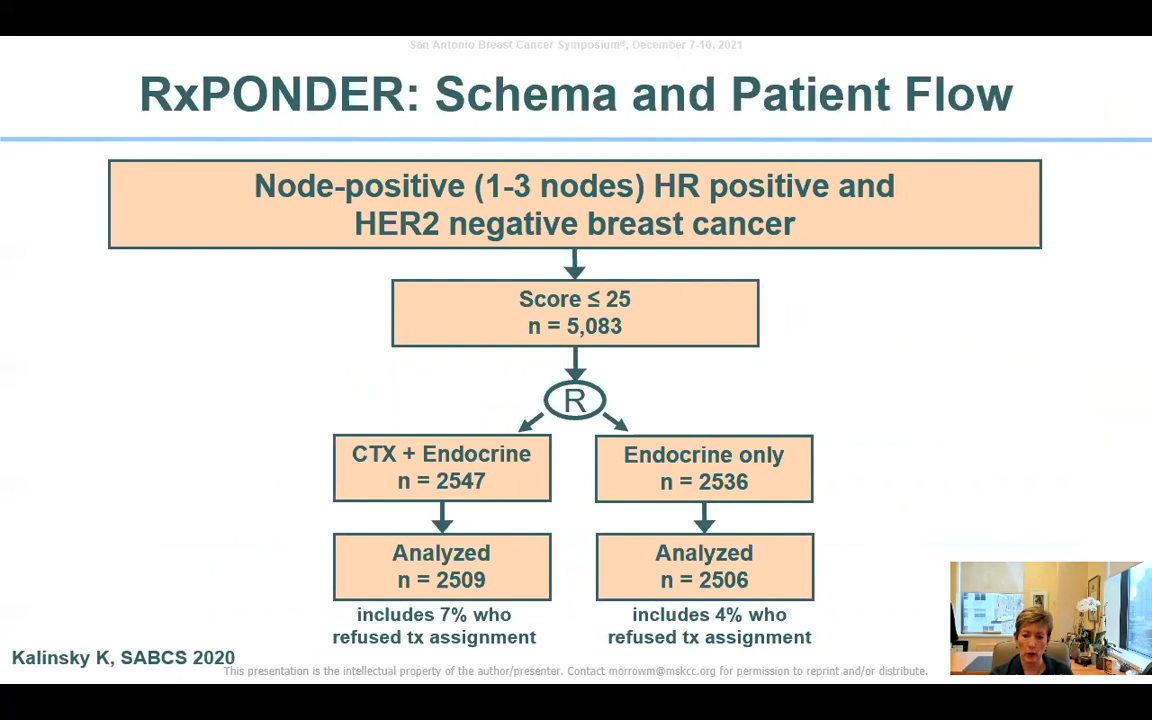 San Antonio Breast Cancer Symposium®, December 7-10, 2021
RxPONDER: Schema and Patient Flow
Node-positive (1-3 nodes) HR positive and
HER2 negative breast cancer
Score ≤ 25
n = 5,083
R
CTX + Endocrine
n = 2547
Endocrine only
n = 2536
Analyzed
n = 2509
Analyzed
n = 2506
includes 7% who
refused tx assignment
includes 4% who
refused tx assignment
Kalinsky K, SABCS 2020
This presentation is the intellectual property of the author/presenter. Contact morrowm@mskcc.org for permission to reprint and/or distribute.